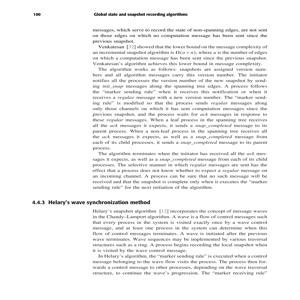 106 Global state and snapshot recording algorithms
messages, which serve to record the state of non-spanning edges, are not sent
on those edges on which no computation message has been sent since the
previous snapshot.
Venkatesan [32] showed that the lower bound on the message complexity of
an incremental snapshot algorithm is Ω(u + n), where u is the number of edges
on which a computation message has been sent since the previous snapshot.
Venkatesan's algorithm achieves this lower bound in message complexity.
The algorithm works as follows: snapshots are assigned version num-
bers and all algorithm messages carry this version number. The initiator
notifies all the processes the version number of the new snapshot by send-
ing init_snap messages along the spanning tree edges. A process follows
the "marker sending rule" when it receives this notification or when it
receives a regular message with a new version number. The "marker send-
ing rule" is modified so that the process sends regular messages along
only those channels on which it has sent computation messages since the
previous snapshot, and the process waits for ack messages in response to
these regular messages. When a leaf process in the spanning tree receives
all the ack messages it expects, it sends a snap_completed message to its
parent process. When a non-leaf process in the spanning tree receives all
the ack messages it expects, as well as a snap_completed message from
each of its child processes, it sends a snap_completed message to its parent
process.
The algorithm terminates when the initiator has received all the ack mes-
sages it expects, as well as a snap_completed message from each of its child
processes. The selective manner in which regular messages are sent has the
effect that a process does not know whether to expect a regular message on
an incoming channel. A process can be sure that no such message will be
received and that the snapshot is complete only when it executes the "marker
sending rule" for the next initiation of the algorithm.
4.4.3 Helary's wave synchronization method
Helary's snapshot algorithm [12] incorporates the concept of message waves
in the Chandy–Lamport algorithm. A wave is a flow of control messages such
that every process in the system is visited exactly once by a wave control
message, and at least one process in the system can determine when this
flow of control messages terminates. A wave is initiated after the previous
wave terminates. Wave sequences may be implemented by various traversal
structures such as a ring. A process begins recording the local snapshot when
it is visited by the wave control message.
In Helary's algorithm, the "marker sending rule" is executed when a control
message belonging to the wave flow visits the process. The process then for-
wards a control message to other processes, depending on the wave traversal
structure, to continue the wave's progression. The "marker receiving rule"